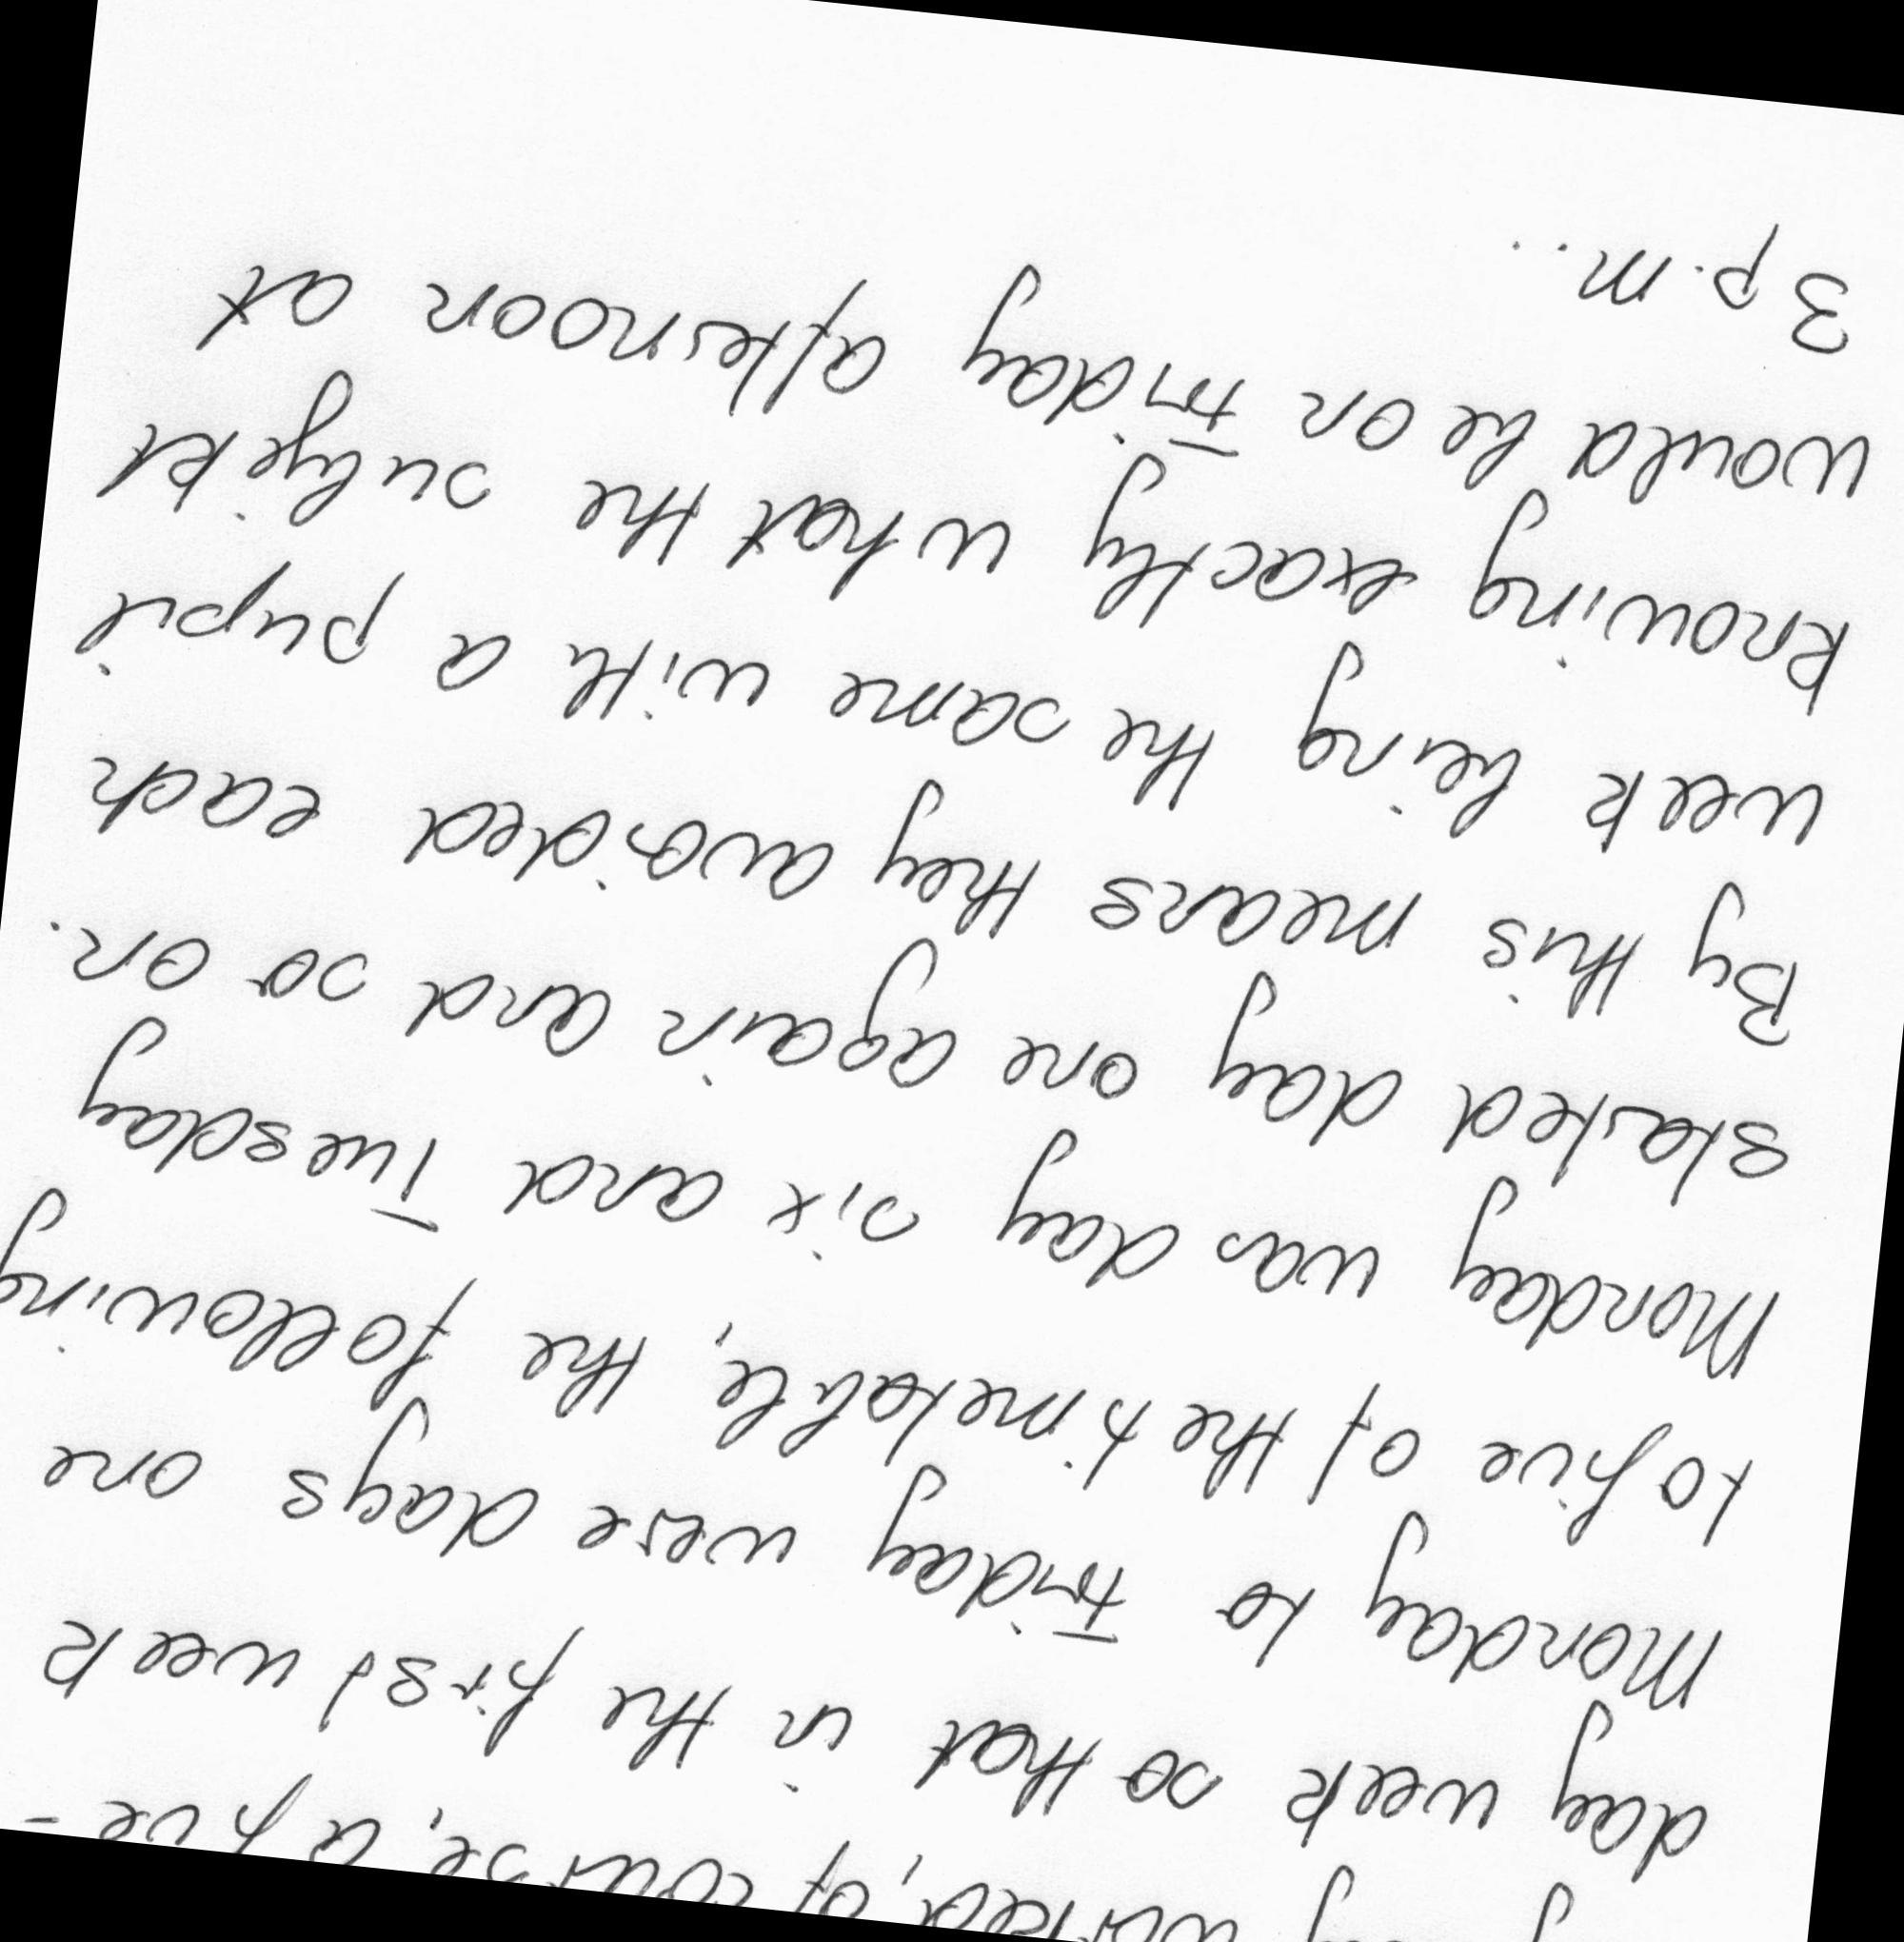 worked, of course, a five-
day week so that in the first week
Monday to Friday were days one
to five of the timetable, the following
Monday was day six and Tuesday
started day one again and so on.
By this means they avoided each
week being the same with a pupil
knowing exactly what the subjekt
would be on Friday afternoon at
3 p.m...